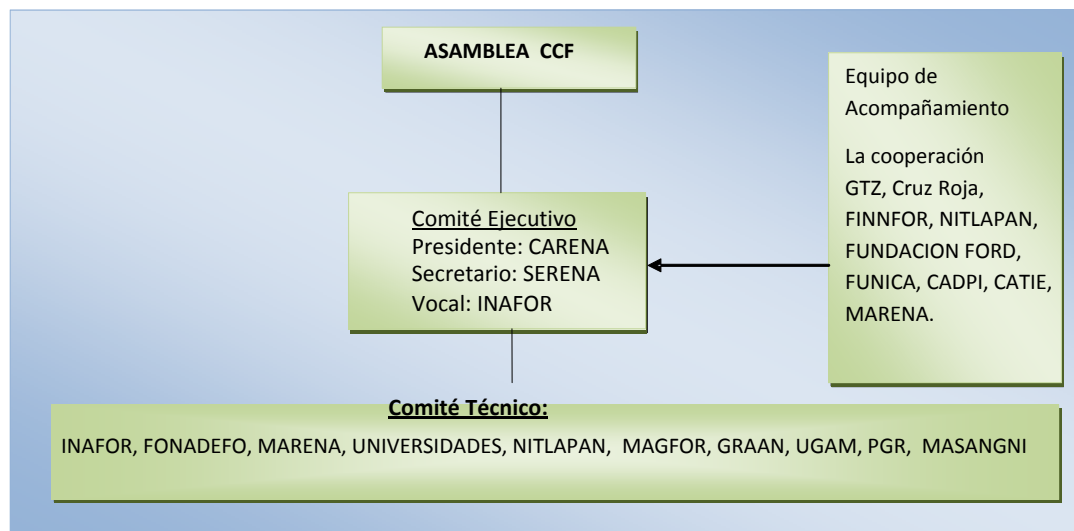 ASAMBLEA CCF
Equipo de
Acompañamiento
La cooperación
GTZ, Cruz Roja,
FINNFOR, NITLAPAN,
FUNDACION FORD,
FUNICA, CADPI, CATIE,
MARENA.
Comité Ejecutivo
Presidente: CARENA
Secretario: SERENA
Vocal: INAFOR
Comité Técnico:
INAFOR, FONADEFO, MARENA, UNIVERSIDADES, NITLAPAN, MAGFOR, GRAAN, UGAM, PGR, MASANGNI